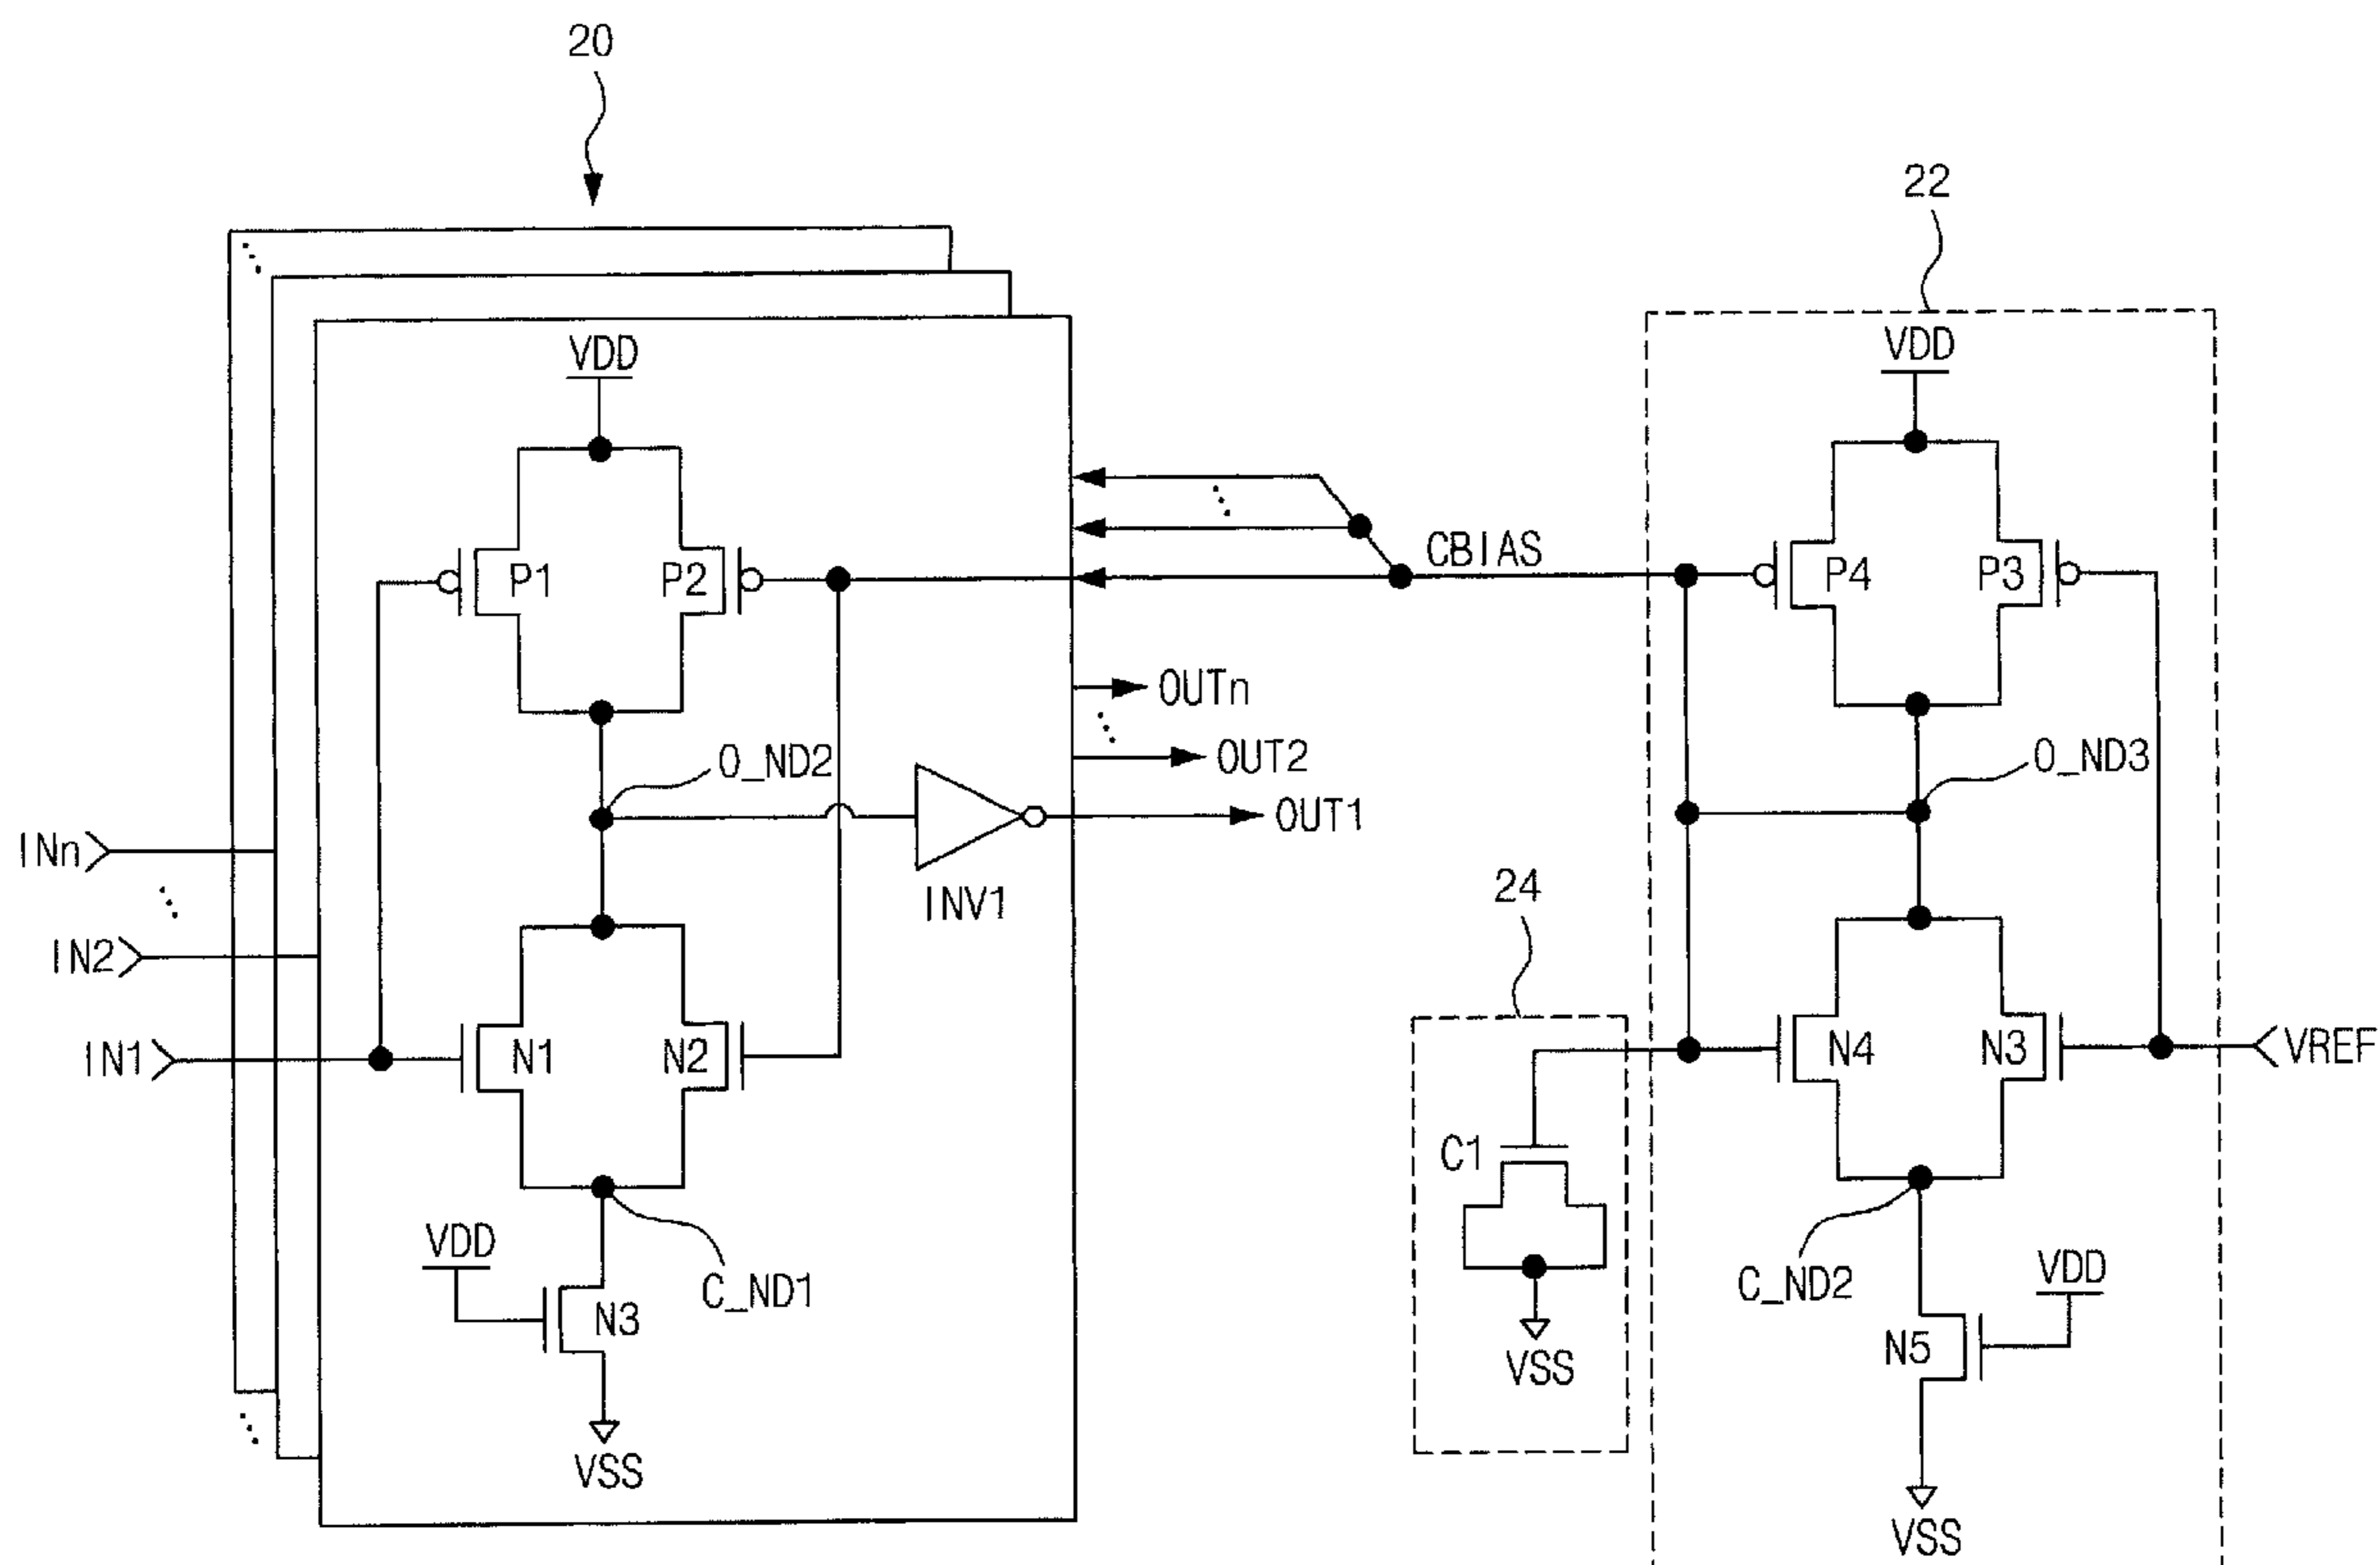 20
22
VDD
VDD
P1
P2
CBIAS
P4
P3
OUTn
O_ND2
OUT2
O_ND3
OUT1
INn
INV1
24
IN2
IN1
N1
N2
N4
N3
VREF
C1
VDD
C_ND1
C_ND2
VDD
N3
VSS
N5
VSS
VSS